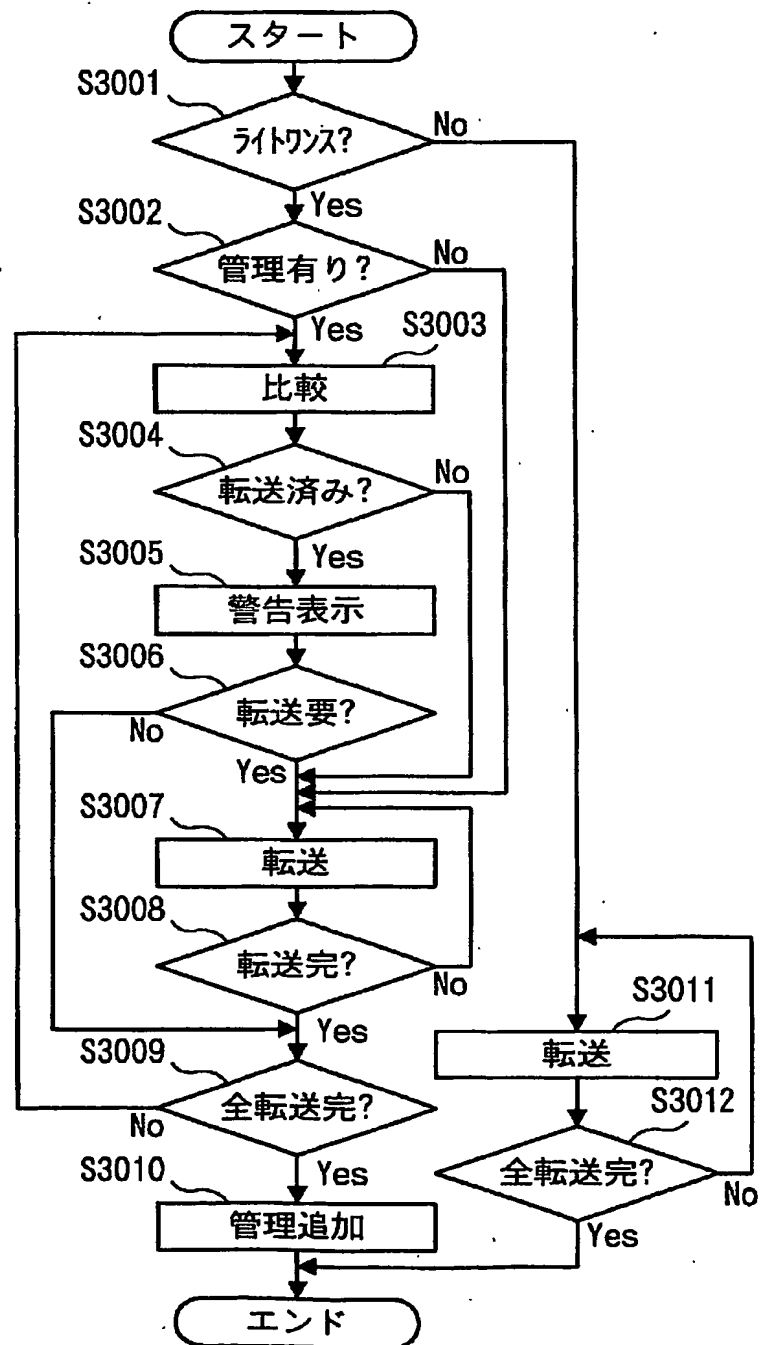 スタート
S3001
ライトワンス?
No
Yes
S3002
管理有り?
No
Yes
S3003
比較
S3004
転送済み?
No
Yes
S3005
警告表示
S3006
転送要?
No
Yes
S3007
転送
S3008
転送完?
No
Yes
S3009
全転送完?
No
Yes
S3010
管理追加
S3011
転送
S3012
全転送完?
No
Yes
エンド